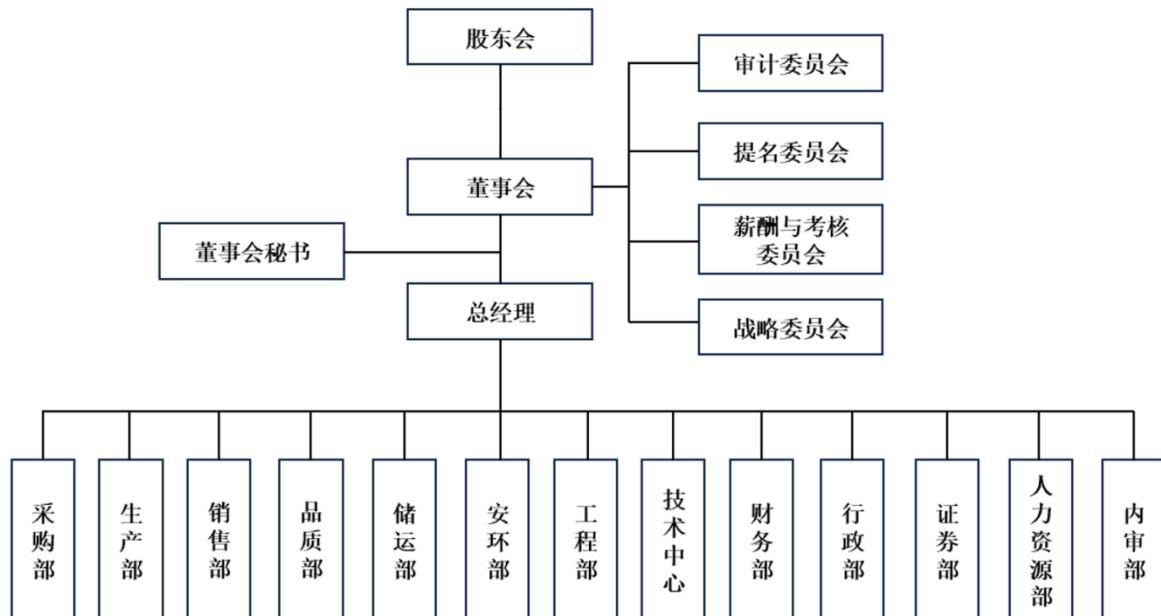 股东会
审计委员会
提名委员会
董事会
薪酬与考核
委员会
董事会秘书
总经理
战略委员会
采购部
生产部
销售部
品质部
储运部
安环部
工程部
技术中心
财务部
行政部
证券部
人力资源部
内审部